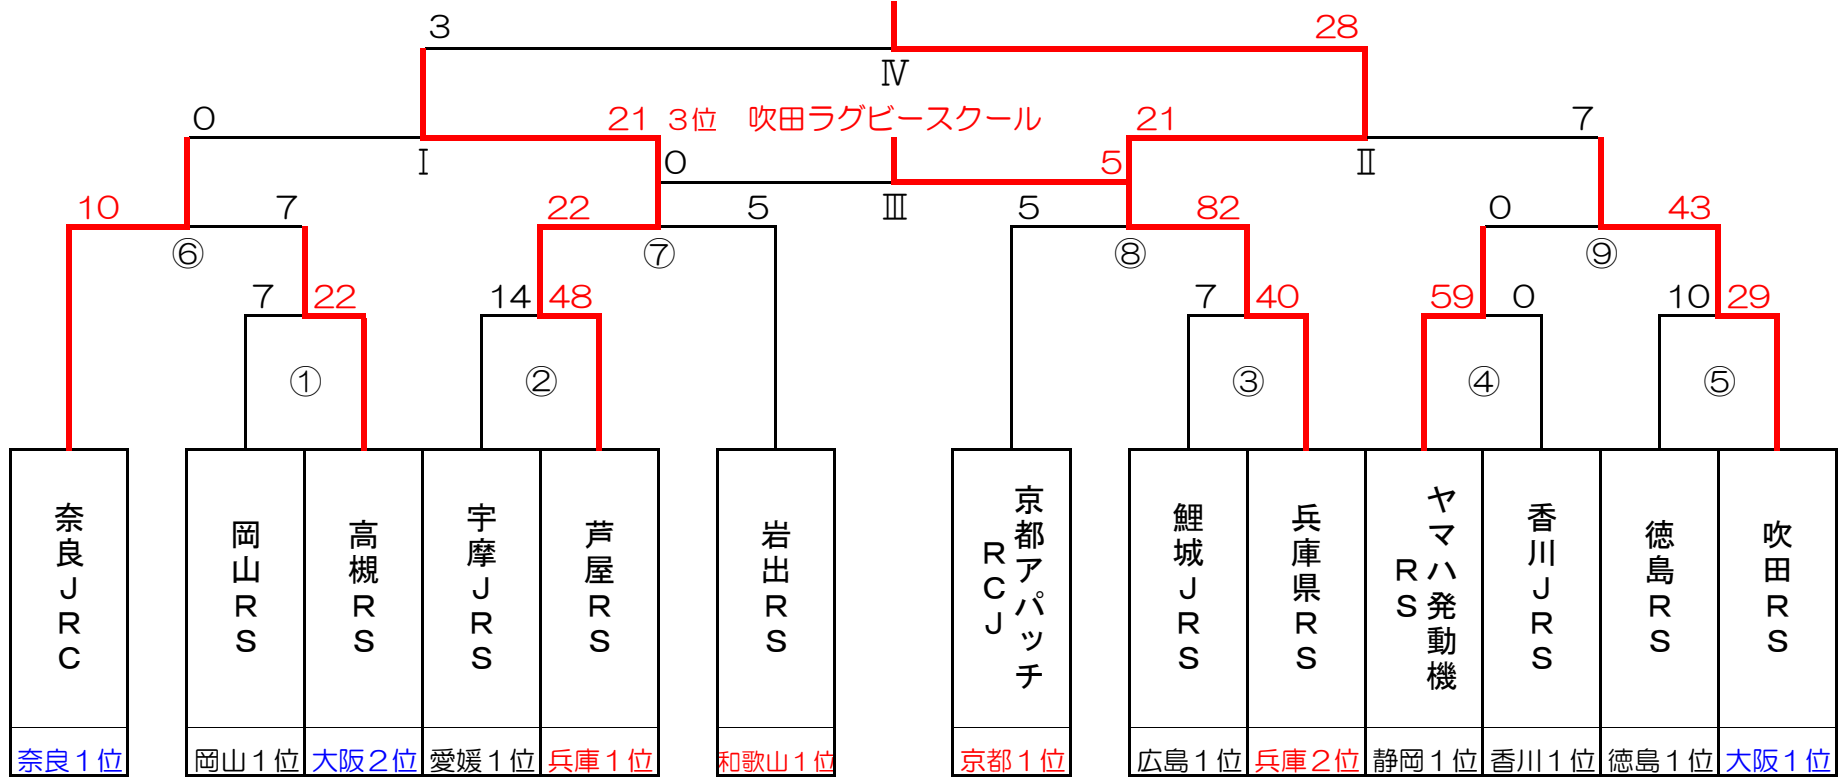 3 28
Ⅳ
0 21 3位 吹田ラグビースクール 21 7
Ⅰ 0 5 Ⅱ
10 7 22 5 Ⅲ 5 82 0 43
⑥ ⑦ ⑧ ⑨
7 22 14 48 7 40 59 0 10 29
① ② ③ ④ ⑤
奈良JRC
岡山RS
高槻RS
宇摩JRS
芦屋RS
岩出RS
京都アパッチ
RCJ
鯉城JRS
兵庫県RS
ヤマハ発動機
RS
香川JRS
徳島RS
吹田RS
奈良1位 岡山1位 大阪2位 愛媛1位 兵庫1位 和歌山1位 京都1位 広島1位 兵庫2位 静岡1位 香川1位 徳島1位 大阪1位